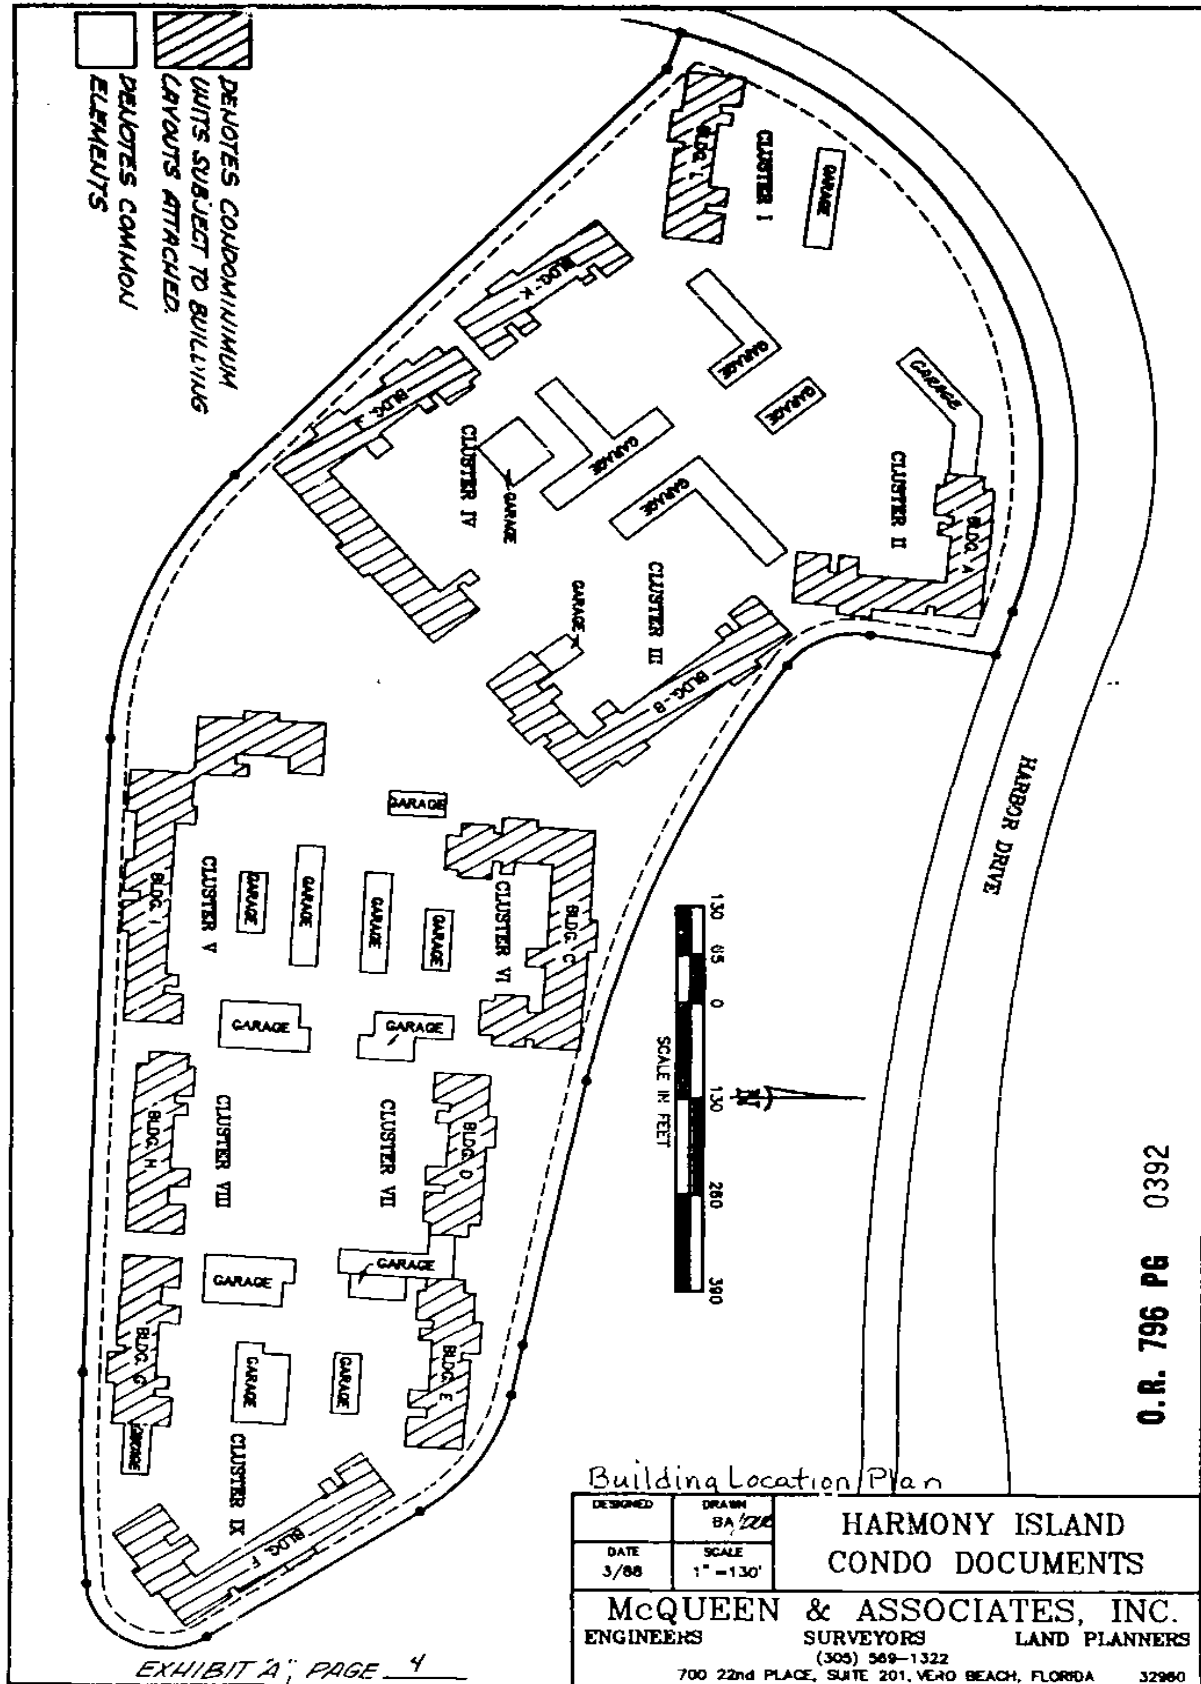 DENOTES CONDOMINIMUM
UNITS SUBJECT TO BUILLING
LAYOUTS ATTACHED.
DENOTES COMMON
ELEMENTS
BLDG. L
CLUSTER I
GARAGE
BLDG. K
GARAGE
GARAGE
GARAGE
GARAGE
CLUSTER II
BLDG. A
BLDG.
CLUSTER IV
GARAGE
GARAGE
GARAGE
CLUSTER III
GARAGE
BLDG.-B
HARBOR DRIVE
GARAGE
BLDG. I
CLUSTER V
GARAGE
GARAGE
GARAGE
GARAGE
CLUSTER VI
BLDG. C
GARAGE
GARAGE
130 65 0 130 260 390
SCALE IN FEET
N
BLDG. H
CLUSTER VIII
CLUSTER VII
BLDG. D
GARAGE
GARAGE
BLDG. G
GARAGE
GARAGE
BLDG. E
GARAGE
CLUSTER IX
BLDG. F
O.R. 796 PG 0392
Building Location Plan
DESIGNED
DRAWN
BA
DATE
3/88
SCALE
1"=130'
HARMONY ISLAND
CONDO DOCUMENTS
McQUEEN & ASSOCIATES, INC.
ENGINEERS SURVEYORS LAND PLANNERS
(305) 569-1322
700 22nd PLACE, SUITE 201, VERO BEACH, FLORIDA 32960
EXHIBIT "A", PAGE 4